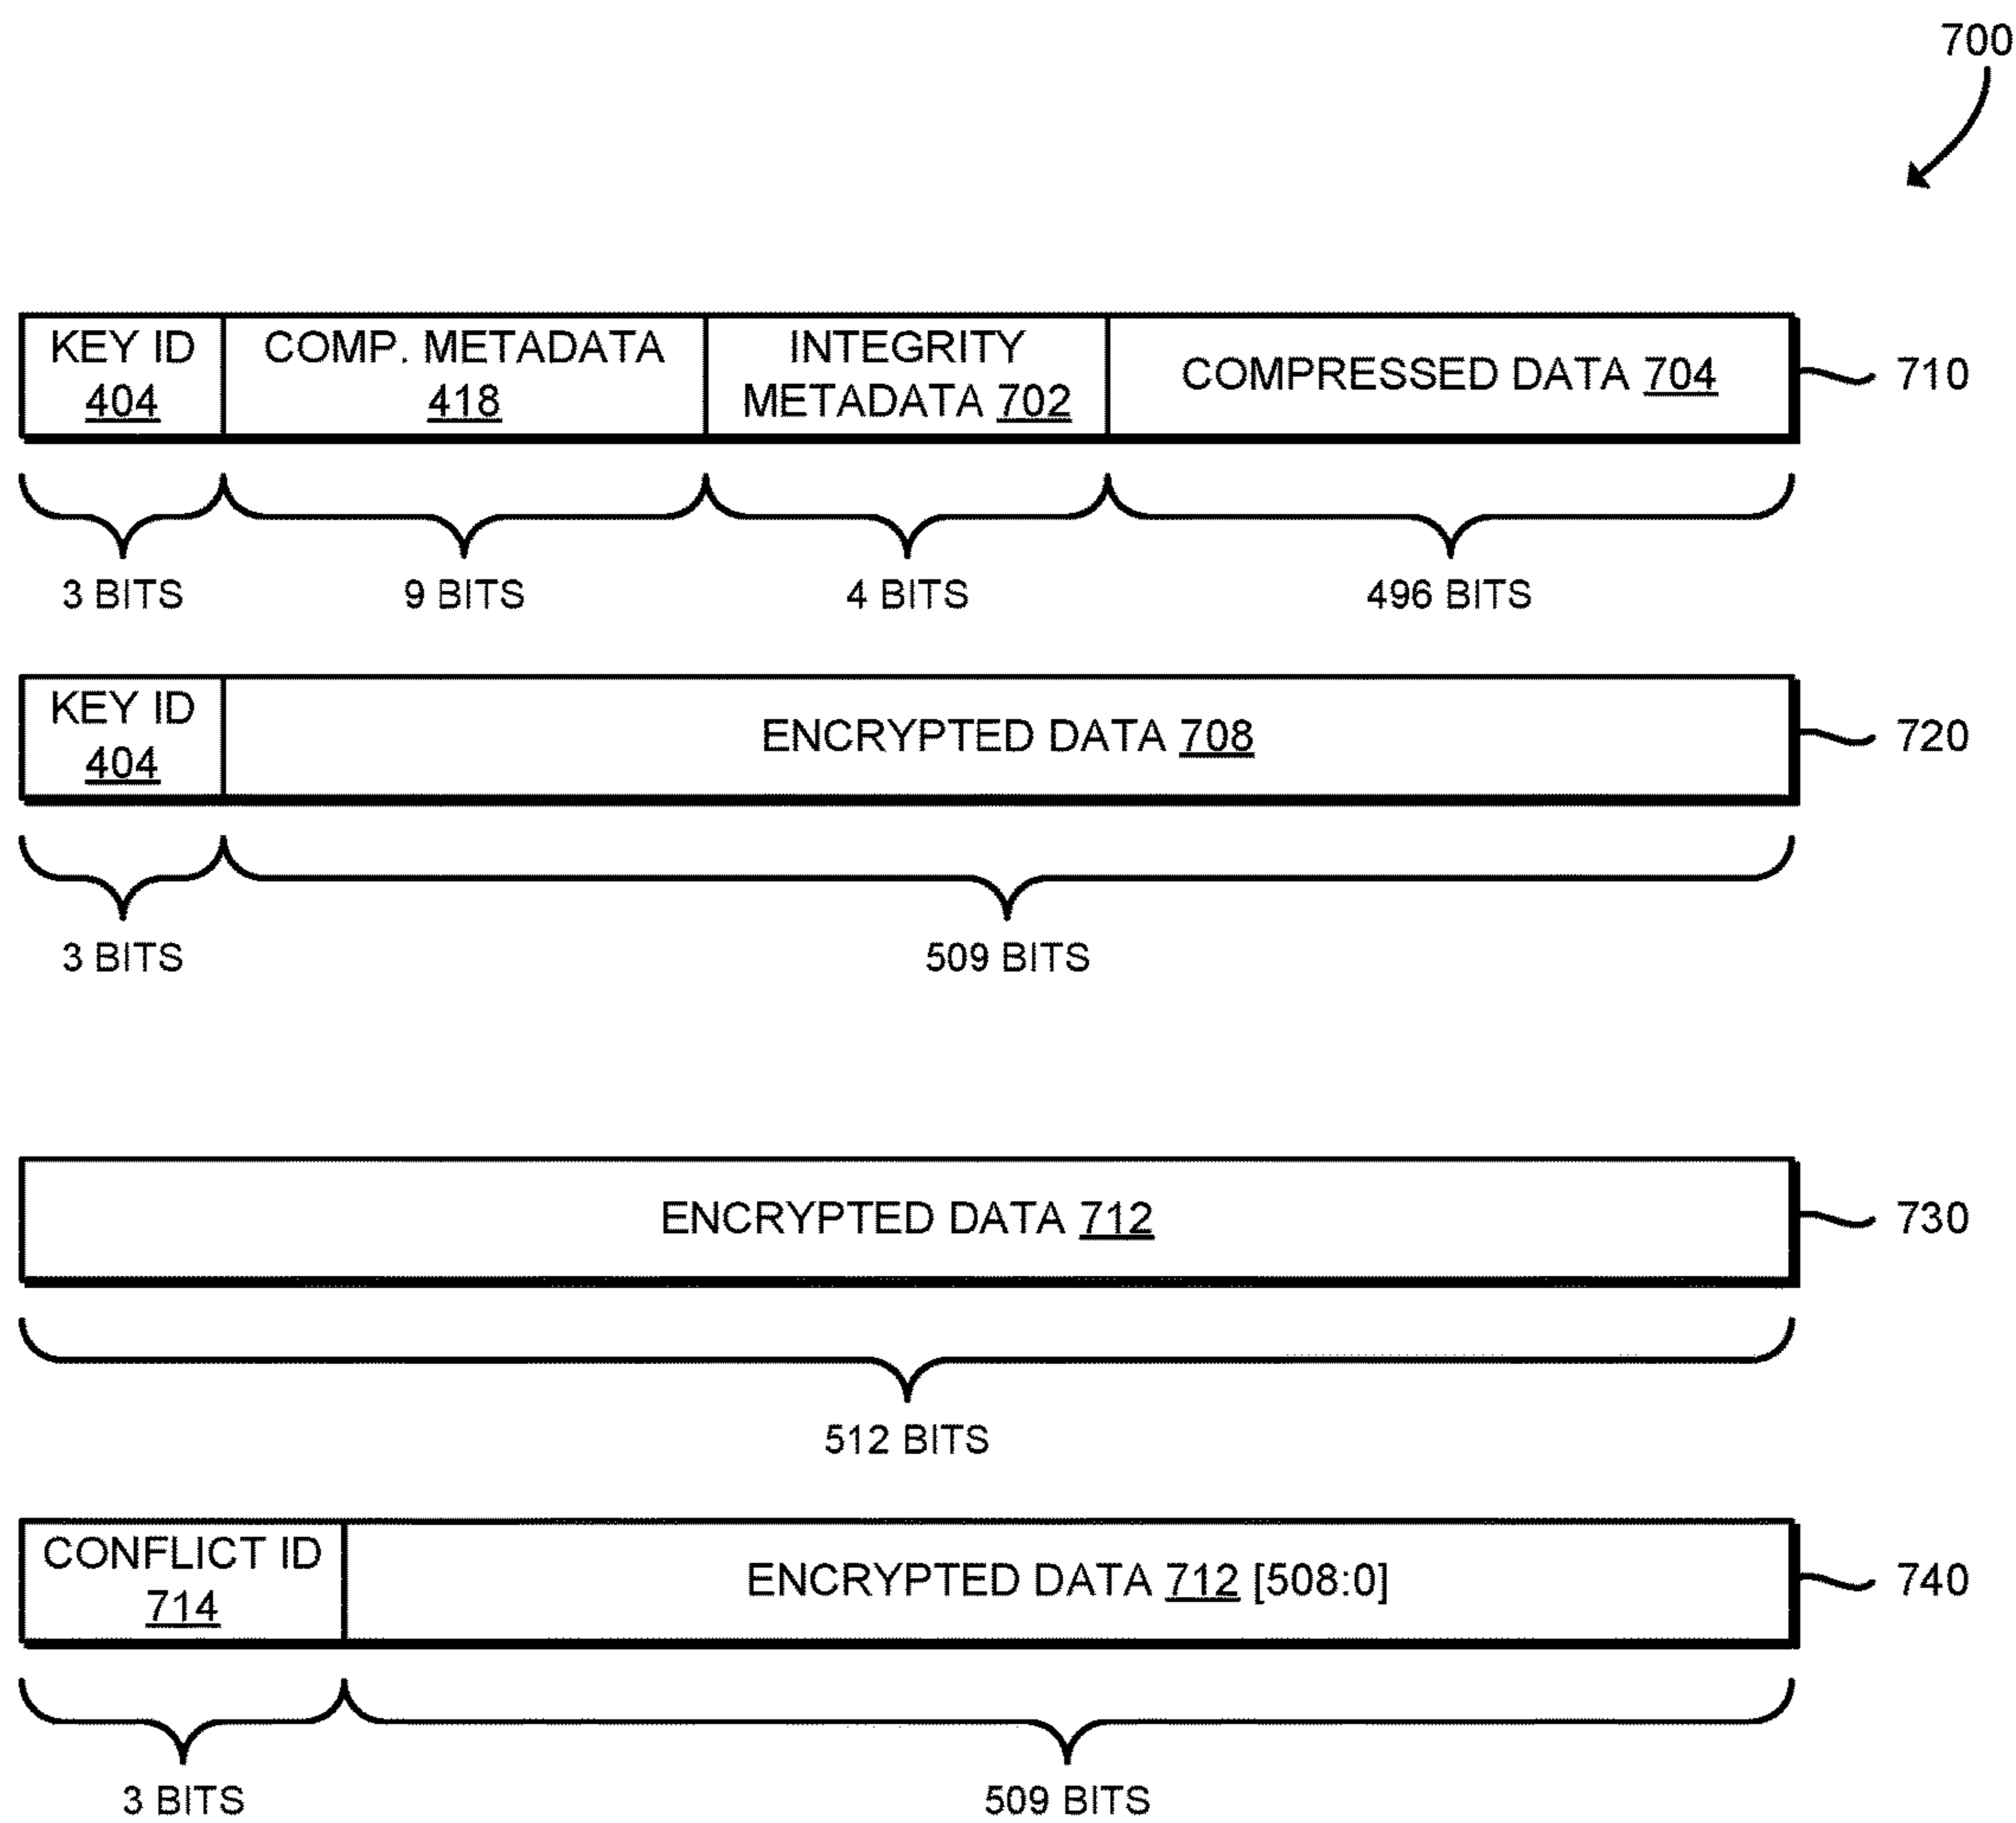 700
KEY ID
404
COMP. METADATA
418
INTEGRITY
METADATA 702
COMPRESSED DATA 704
710
3 BITS
9 BITS
4 BITS
496 BITS
KEY ID
404
ENCRYPTED DATA 708
720
3 BITS
509 BITS
ENCRYPTED DATA 712
730
512 BITS
CONFLICT ID
714
ENCRYPTED DATA 712 [508:0]
740
3 BITS
509 BITS